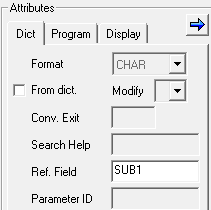 Attributes
Dict Program Display
Format CHAR
From dict. Modify
Conv. Exit
Search Help
Ref. Field SUB1
Parameter ID